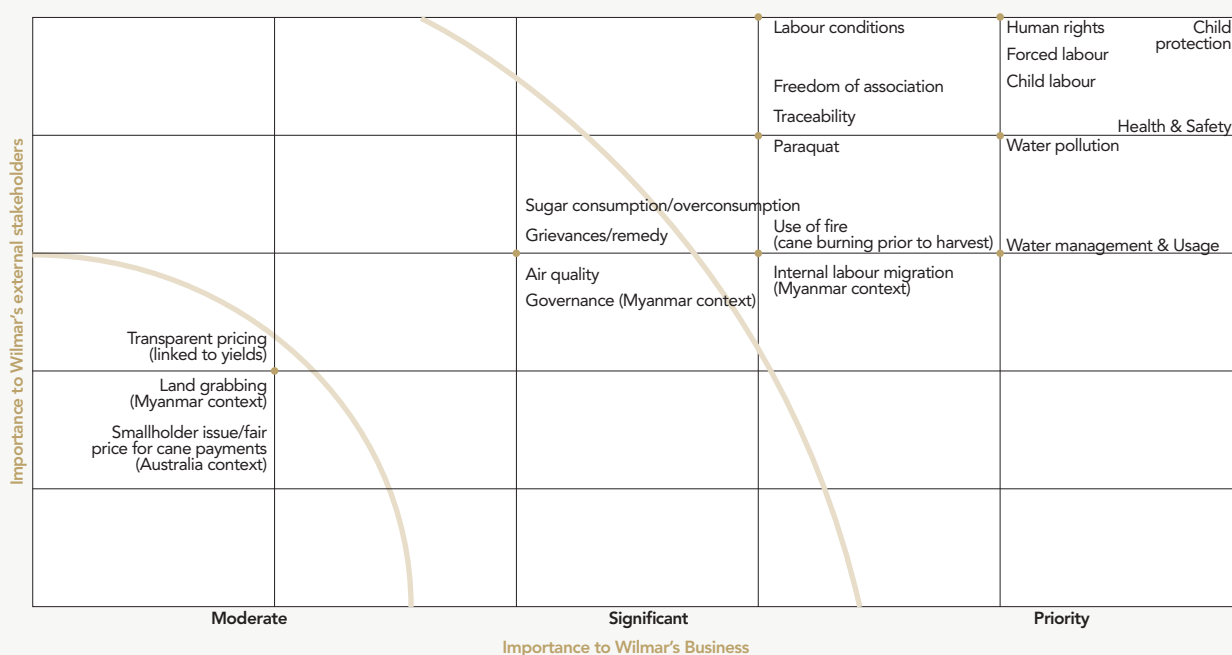 Importance to Wilmar's external stakeholders
Labour conditions
Freedom of association
Traceability
Human rights
Forced labour
Child labour
Child
protection
Health & Safety
Paraquat
Water pollution
Sugar consumption/overconsumption
Grievances/remedy
Use of fire
(cane burning prior to harvest)
Water management & Usage
Air quality
Governance (Myanmar context)
Internal labour migration
(Myanmar context)
Transparent pricing
(linked to yields)
Land grabbing
(Myanmar context)
Smallholder issue/fair
price for cane payments
(Australia context)
Moderate
Significant
Priority
Importance to Wilmar's Business